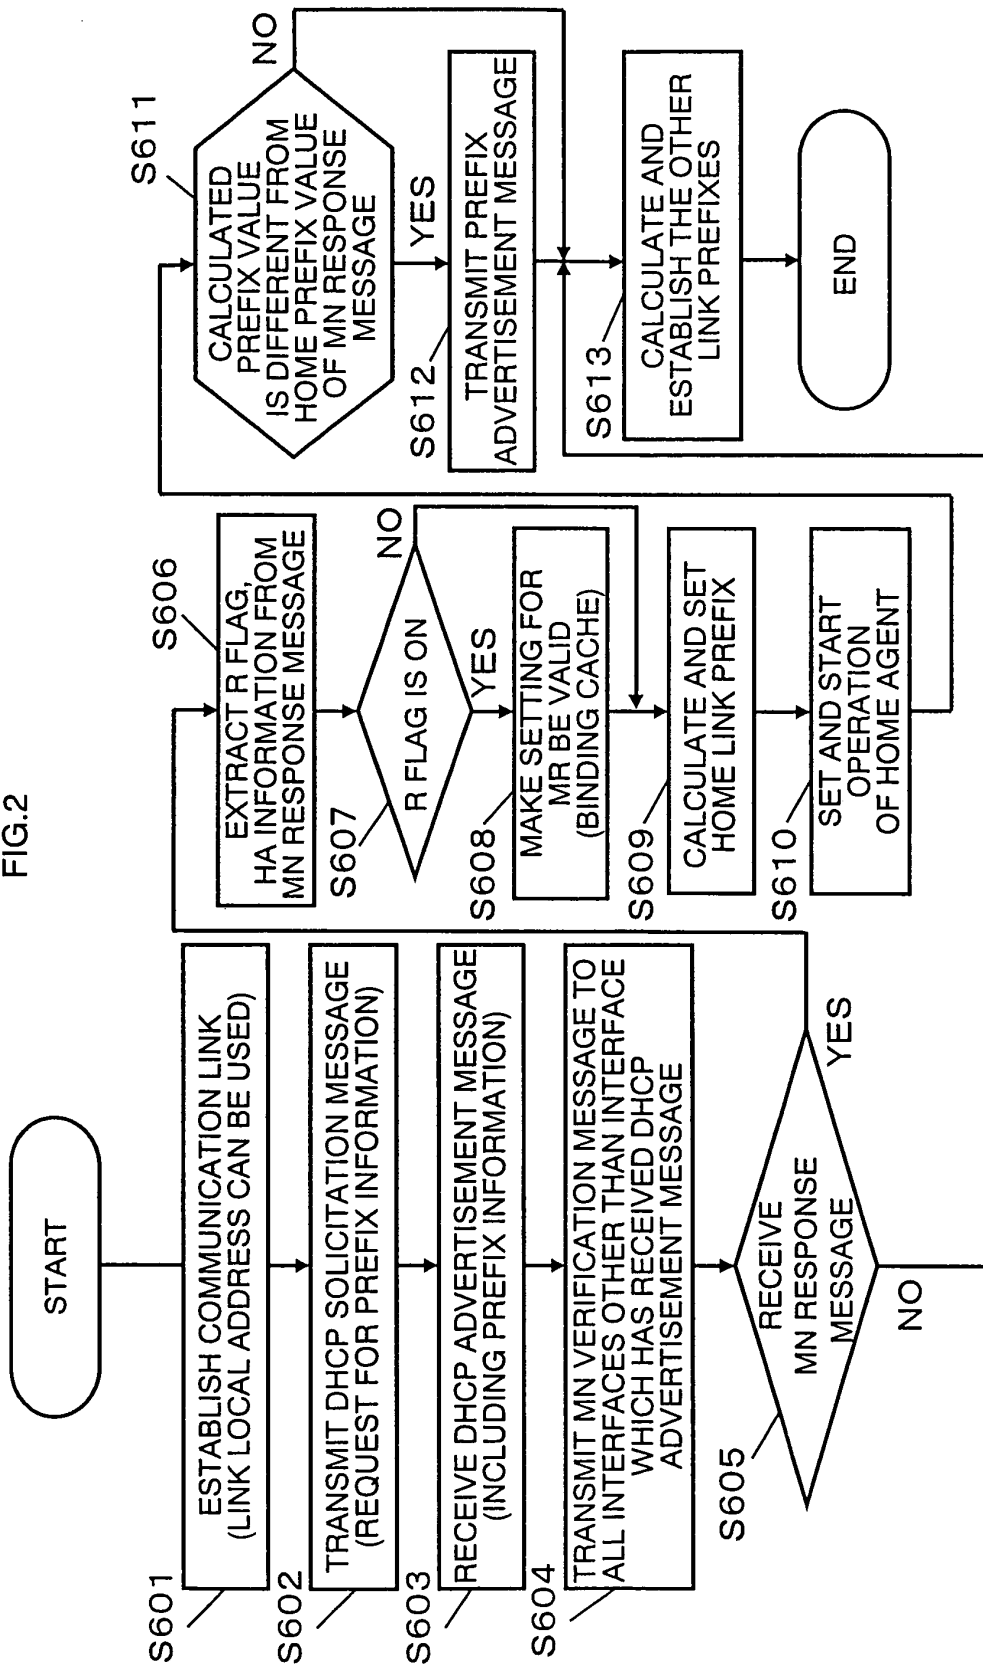 FIG.2
START
S601
ESTABLISH COMMUNICATION LINK
(LINK LOCAL ADDRESS CAN BE USED)
S602
TRANSMIT DHCP SOLICITATION MESSAGE
(REQUEST FOR PREFIX INFORMATION)
S603
RECEIVE DHCP ADVERTISEMENT MESSAGE
(INCLUDING PREFIX INFORMATION)
S604
TRANSMIT MN VERIFICATION MESSAGE TO
ALL INTERFACES OTHER THAN INTERFACE
WHICH HAS RECEIVED DHCP
ADVERTISEMENT MESSAGE
S605
RECEIVE
MN RESPONSE
MESSAGE
YES
NO
S606
EXTRACT R FLAG,
HA INFORMATION FROM
MN RESPONSE MESSAGE
S607
R FLAG IS ON
NO
YES
S608
MAKE SETTING FOR
MR BE VALID
(BINDING CACHE)
S609
CALCULATE AND SET
HOME LINK PREFIX
S610
SET AND START
OPERATION
OF HOME AGENT
S611
CALCULATED
PREFIX VALUE
IS DIFFERENT FROM
HOME PREFIX VALUE
OF MN RESPONSE
MESSAGE
NO
YES
S612
TRANSMIT PREFIX
ADVERTISEMENT MESSAGE
S613
CALCULATE AND
ESTABLISH THE OTHER
LINK PREFIXES
END